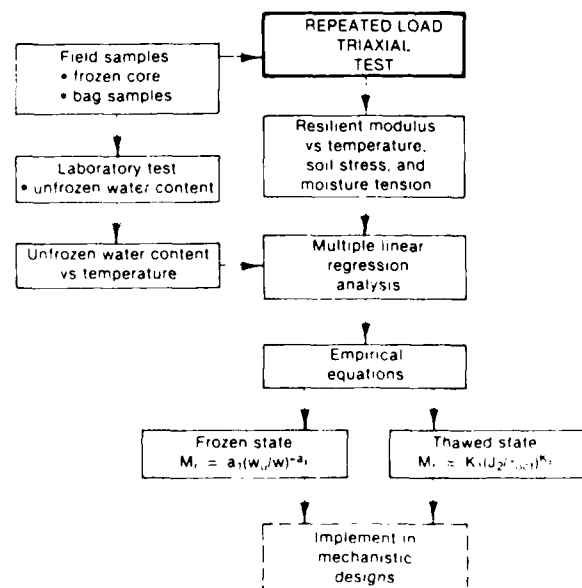 Field samples
• frozen core
• bag samples
REPEATED LOAD
TRIAXIAL
TEST
Resilient modulus
vs temperature,
soil stress, and
moisture tension
Laboratory test
• unfrozen water content
Unfrozen water content
vs temperature
Multiple linear
regression
analysis
Empirical
equations
Frozen state
Thawed state
Implement in
mechanistic
designs